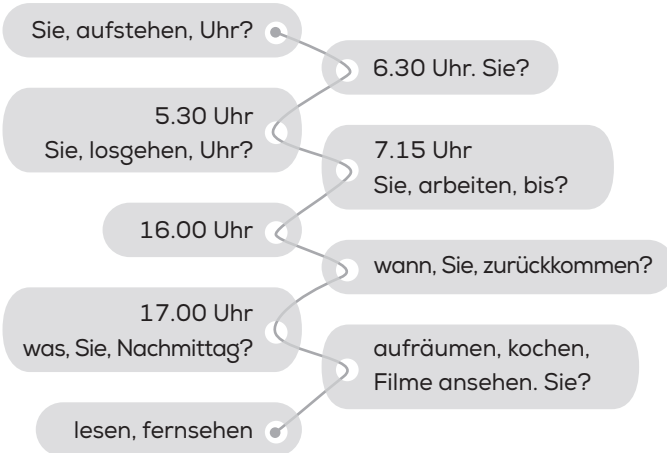 Sie, aufstehen, Uhr?
6.30 Uhr. Sie?
5.30 Uhr
Sie, losgehen, Uhr?
7.15 Uhr
Sie, arbeiten, bis?
16.00 Uhr
wann, Sie, zurückkommen?
17.00 Uhr
was, Sie, Nachmittag?
aufräumen, kochen,
Filme ansehen. Sie?
lesen, fernsehen